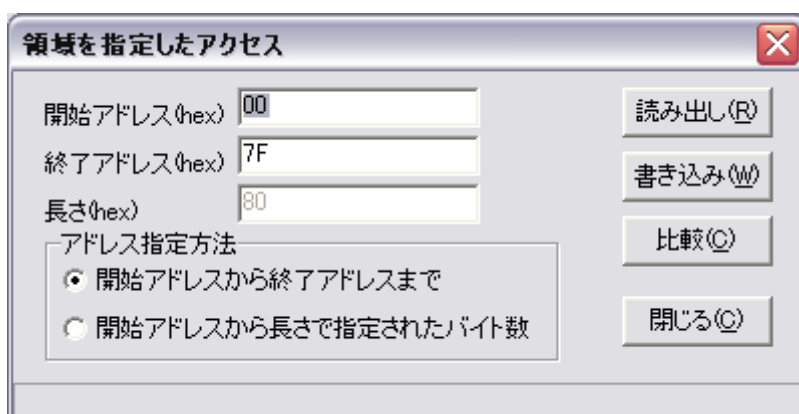 領域を指定したアクセス
開始アドレス(hex) 00
終了アドレス(hex) 7F
長さ(hex) 80
アドレス指定方法
開始アドレスから終了アドレスまで
開始アドレスから長さで指定されたバイト数
読み出し(R)
書き込み(W)
比較(C)
閉じる(C)